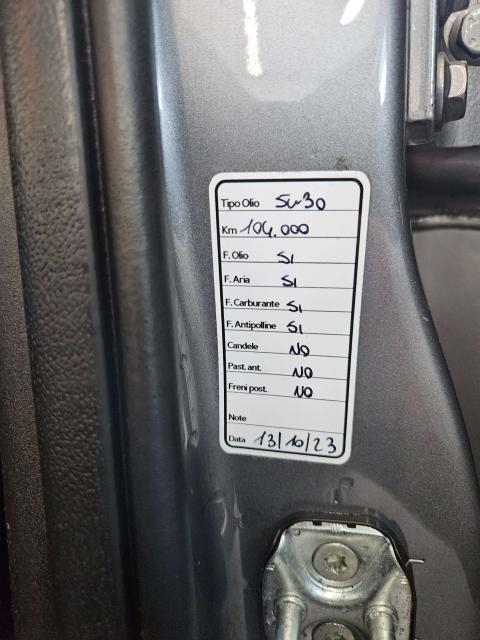 Tipo Olio 5w30
Km 104.000
F. Olio SI
F. Aria SI
F. Carburante SI
F. Antipolline SI
Candele NO
Past. ant. NO
Freni post. NO
Note
Data 13/10/23